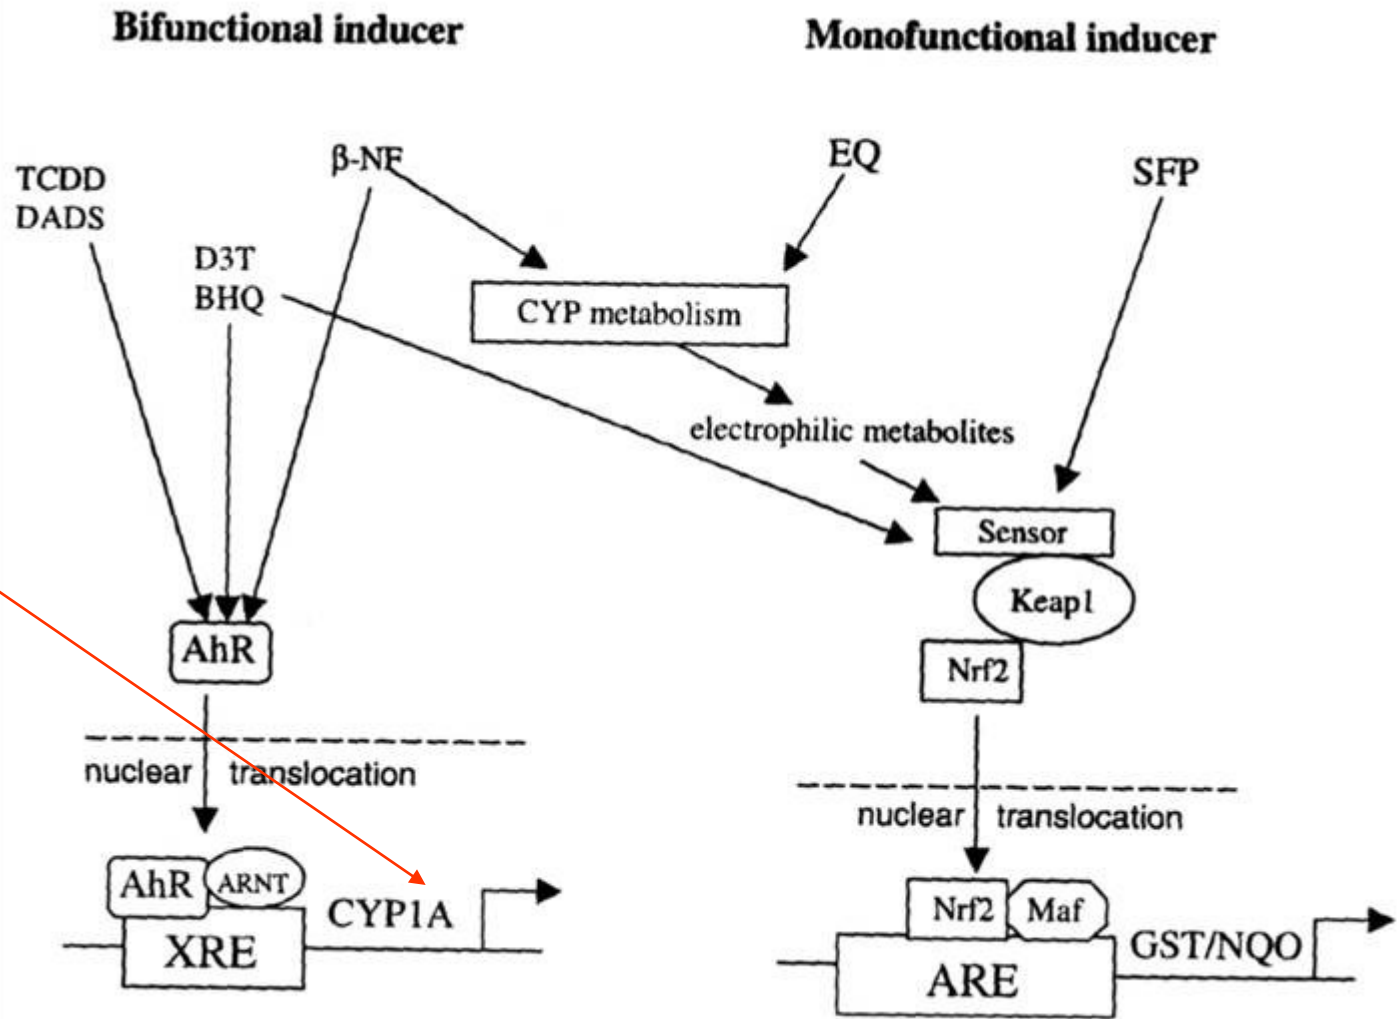 Bifunctional inducer
Monofunctional inducer
TCDD
DADS
β-NF
EQ
SFP
D3T
BHQ
CYP metabolism
electrophilic metabolites
Sensor
Keap1
Nrf2
AhR
nuclear translocation
nuclear translocation
AhR
ARNT
CYP1A
XRE
Nrf2
Maf
GST/NQO
ARE